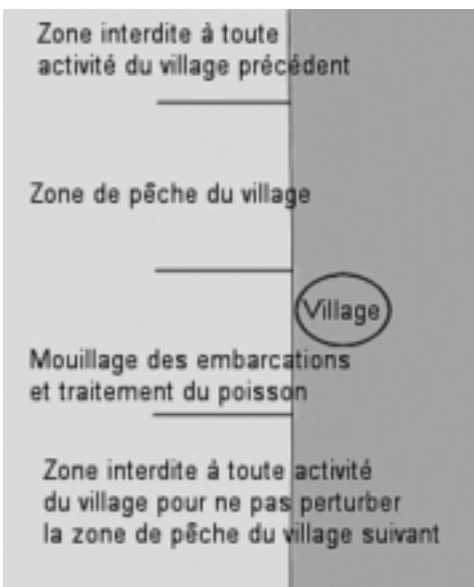 Zone interdite à toute
activité du village précédent
Zone de pêche du village
Village
Mouillage des embarcations
et traitement du poisson
Zone interdite à toute activité
du village pour ne pas perturber
la zone de pêche du village suivant